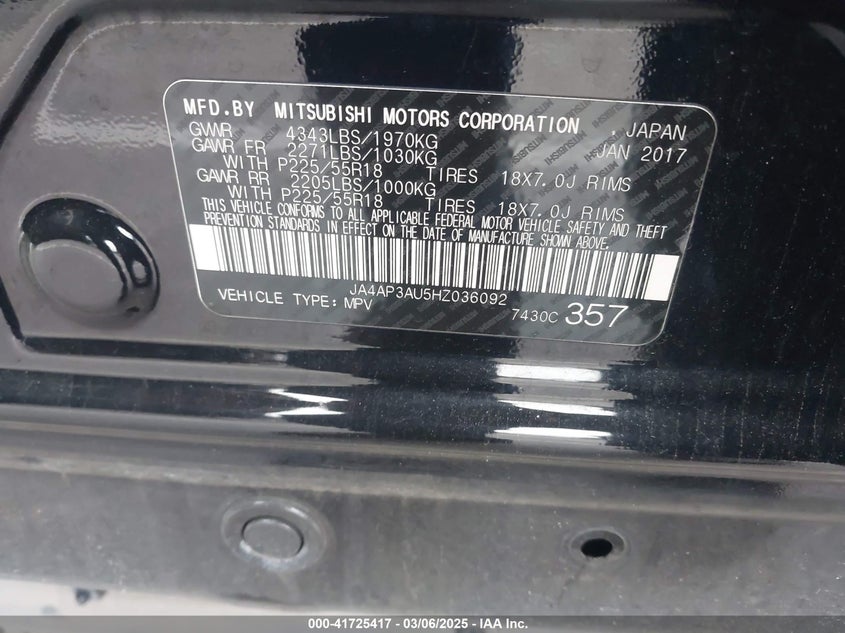 MFD.BY MITSUBISHI MOTORS CORPORATION . JAPAN
GVWR 4343LBS/1970KG JAN 2017
GAWR FR 2271LBS/1030KG
WITH P225/55R18 TIRES 18X7.0J RIMS
GAWR RR 2205LBS/1000KG
WITH P225/55R18 TIRES 18X7.0J RIMS
THIS VEHICLE CONFORMS TO ALL APPLICABLE FEDERAL MOTOR VEHICLE SAFETY AND THEFT
PREVENTION STANDARDS IN EFFECT ON THE DATE OF MANUFACTURE SHOWN ABOVE.
JA4AP3AU5HZ036092
VEHICLE TYPE: MPV 7430C 357
000-41725417 — 03/06/2025 — IAA Inc.